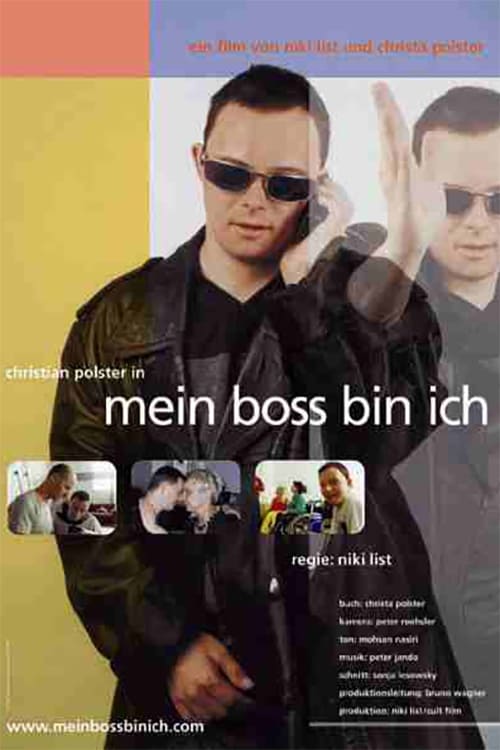 ein film von niki list und christa polster
christian polster in
mein boss bin ich
regie: niki list
buch: christa polster
kamera: peter roehsler
ton: mohsen nasiri
musik: peter janda
schnitt: sonja lesowsky
produktionsleitung: bruno wagner
produktion: niki list/cult film
www.meinbossbinich.com